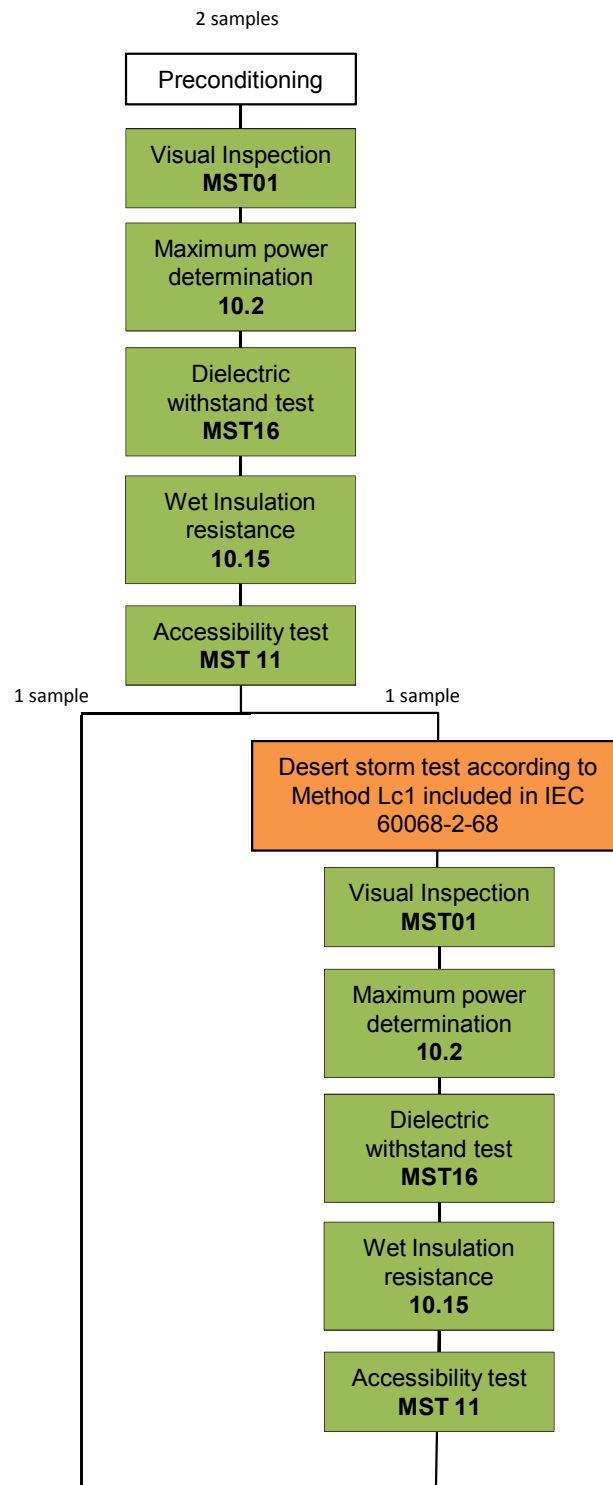 2 samples
Preconditioning
Visual Inspection
MST01
Maximum power
determination
10.2
Dielectric
withstand test
MST16
Wet Insulation
resistance
10.15
Accessibility test
MST 11
1 sample
1 sample
Desert storm test according to
Method Lc1 included in IEC
60068-2-68
Visual Inspection
MST01
Maximum power
determination
10.2
Dielectric
withstand test
MST16
Wet Insulation
resistance
10.15
Accessibility test
MST 11